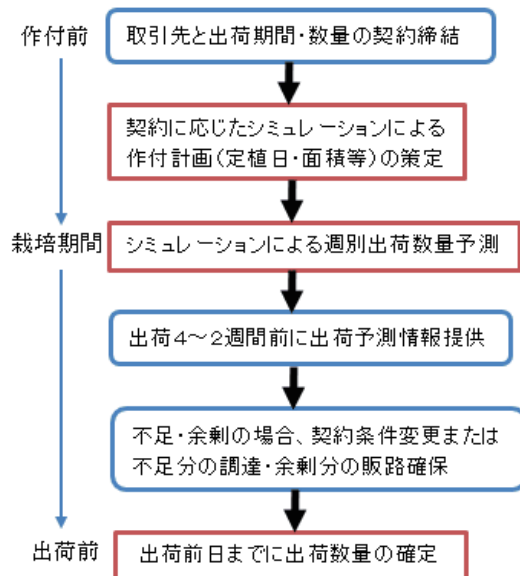 作付前
取引先と出荷期間・数量の契約締結
契約に応じたシミュレーションによる
作付計画(定植日・面積等)の策定
栽培期間
シミュレーションによる週別出荷数量予測
出荷4~2週間前に出荷予測情報提供
不足・余剰の場合、契約条件変更または
不足分の調達・余剰分の販路確保
出荷前
出荷前日までに出荷数量の確定